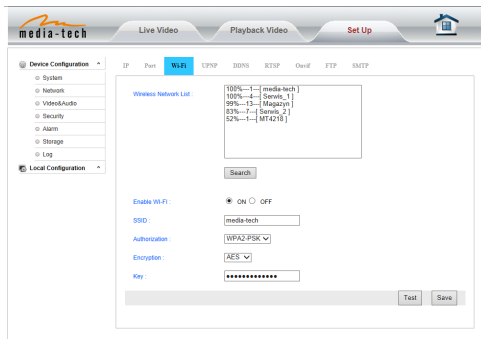 media-tech
Live Video
Playback Video
Set Up
Device Configuration
System
Network
Video&Audio
Security
Alarm
Storage
Log
Local Configuration
IP Port Wi-Fi UPNP DDNS RTSP Onvif FTP SMTP
Wireless Network List :
100%---1---[ media-tech ]
100%---4---[ Serwis_1 ]
99%---13---[ Magazyn ]
83%---7---[ Serwis_2 ]
52%---1---[ MT4218 ]
Search
Enable Wi-Fi : ON OFF
SSID : media-tech
Authorization : WPA2-PSK
Encryption : AES
Key : •••••••••••••
Test Save